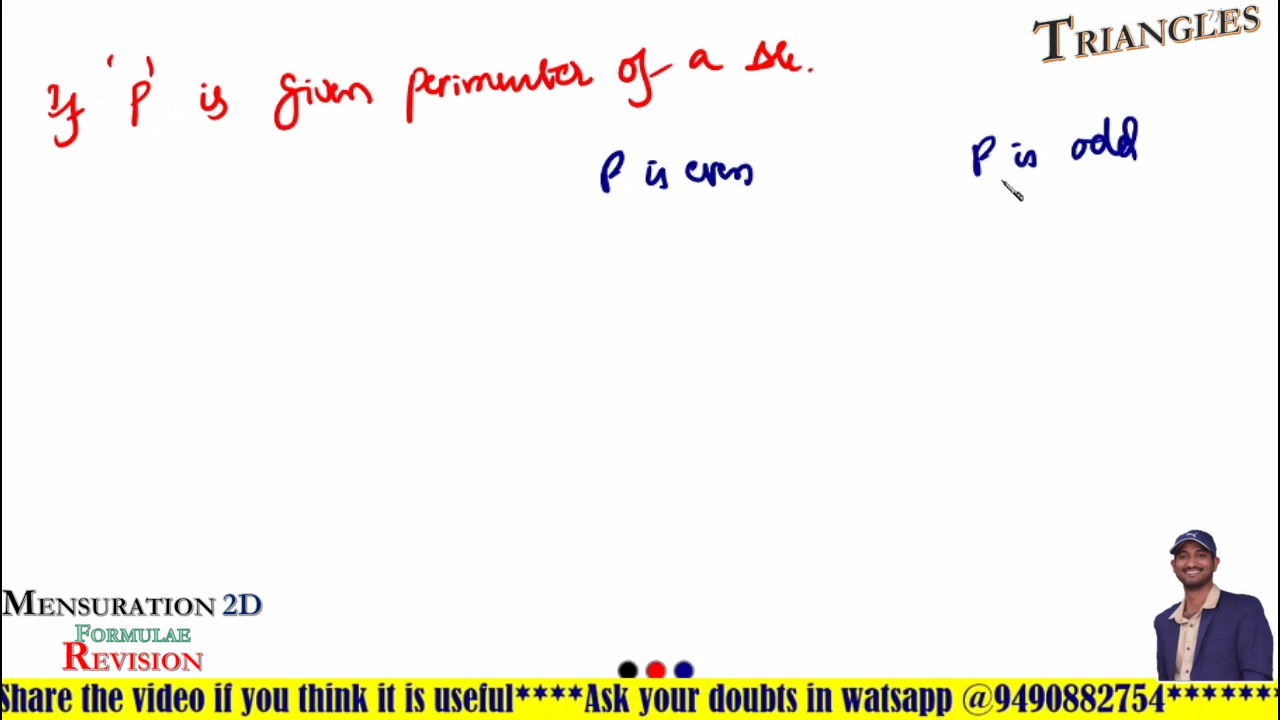 TRIANGLES
If 'P' is given perimenter of a Δle.
P is even
P is odd
MENSURATION 2D
FORMULAE
REVISION
Share the video if you think it is useful****Ask your doubts in watsapp @9490882754*******